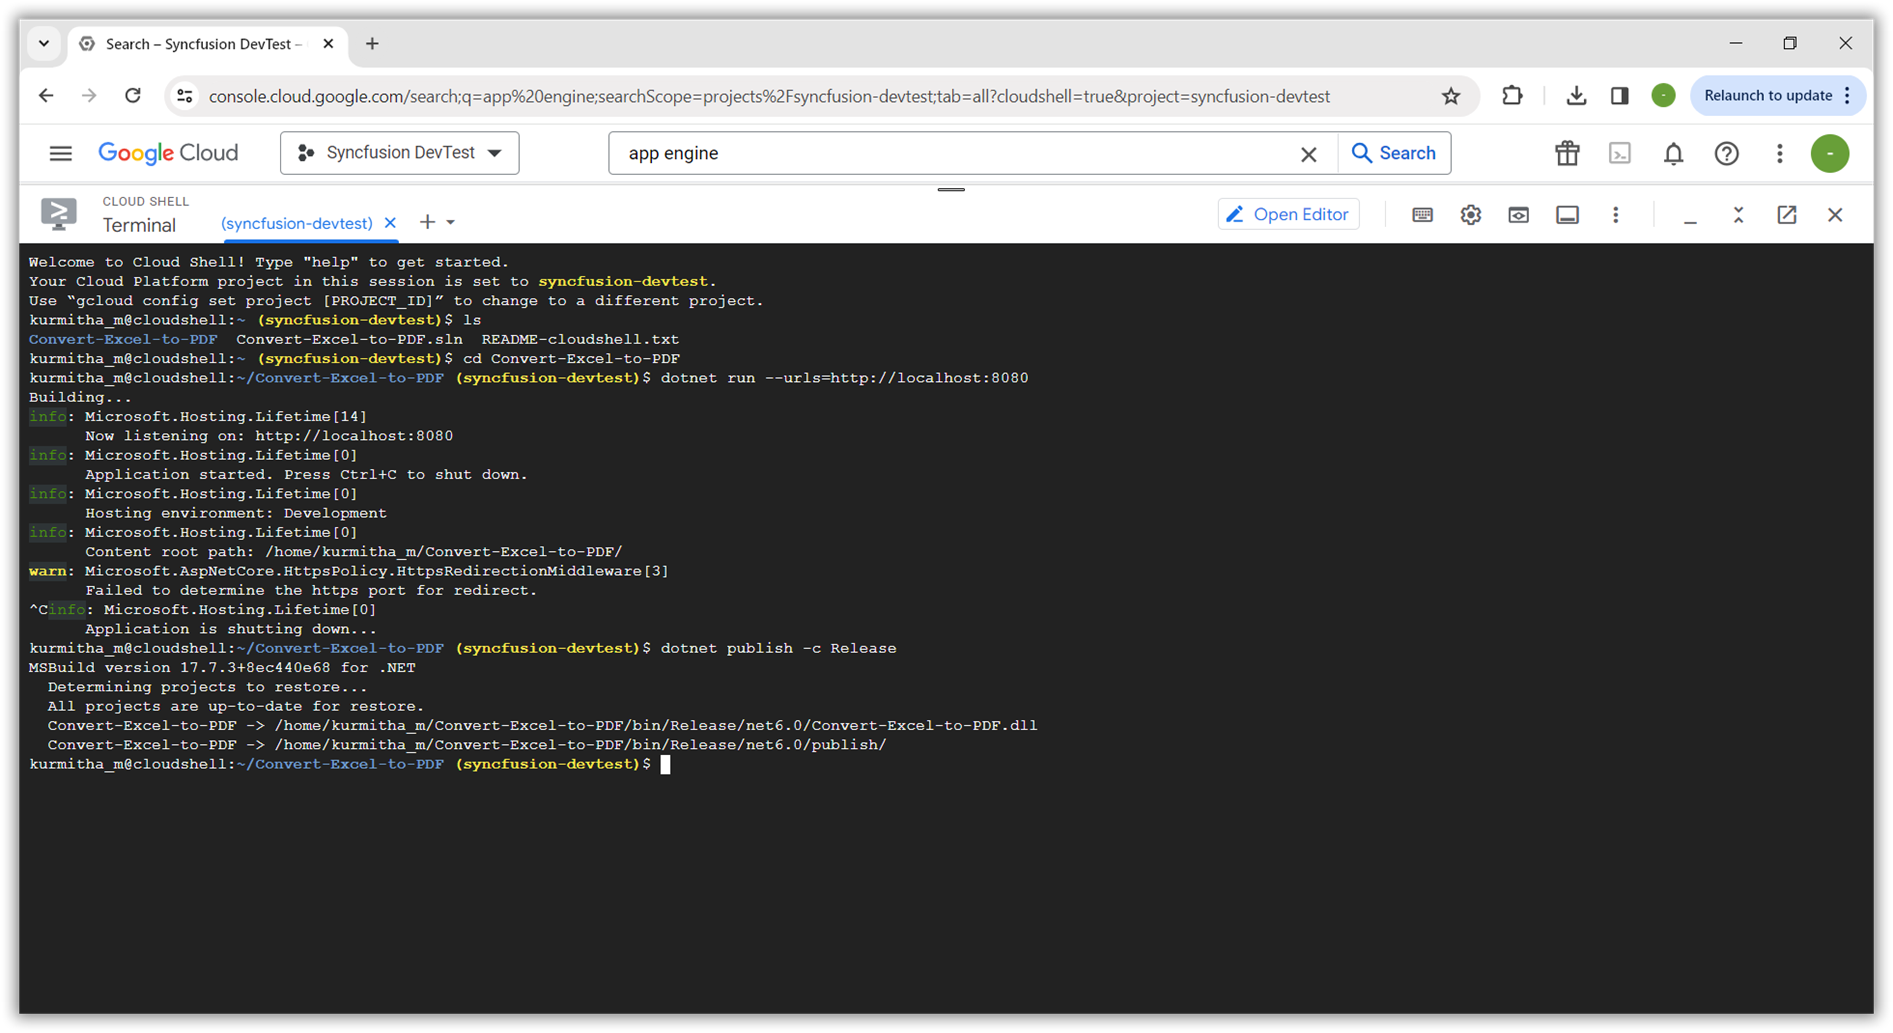 Search – Syncfusion DevTest –
console.cloud.google.com/search;q=app%20engine;searchScope=projects%2Fsyncfusion-devtest;tab=all?cloudshell=true&project=syncfusion-devtest
Relaunch to update
Google Cloud
Syncfusion DevTest
app engine
Search
CLOUD SHELL
Terminal
(syncfusion-devtest)
Open Editor
Welcome to Cloud Shell! Type "help" to get started.
Your Cloud Platform project in this session is set to syncfusion-devtest.
Use “gcloud config set project [PROJECT_ID]” to change to a different project.
kurmitha_m@cloudshell:~ (syncfusion-devtest)$ ls
Convert-Excel-to-PDF  Convert-Excel-to-PDF.sln  README-cloudshell.txt
kurmitha_m@cloudshell:~ (syncfusion-devtest)$ cd Convert-Excel-to-PDF
kurmitha_m@cloudshell:~/Convert-Excel-to-PDF (syncfusion-devtest)$ dotnet run --urls=http://localhost:8080
Building...
info: Microsoft.Hosting.Lifetime[14]
      Now listening on: http://localhost:8080
info: Microsoft.Hosting.Lifetime[0]
      Application started. Press Ctrl+C to shut down.
info: Microsoft.Hosting.Lifetime[0]
      Hosting environment: Development
info: Microsoft.Hosting.Lifetime[0]
      Content root path: /home/kurmitha_m/Convert-Excel-to-PDF/
warn: Microsoft.AspNetCore.HttpsPolicy.HttpsRedirectionMiddleware[3]
      Failed to determine the https port for redirect.
^Cinfo: Microsoft.Hosting.Lifetime[0]
      Application is shutting down...
kurmitha_m@cloudshell:~/Convert-Excel-to-PDF (syncfusion-devtest)$ dotnet publish -c Release
MSBuild version 17.7.3+8ec440e68 for .NET
  Determining projects to restore...
  All projects are up-to-date for restore.
  Convert-Excel-to-PDF -> /home/kurmitha_m/Convert-Excel-to-PDF/bin/Release/net6.0/Convert-Excel-to-PDF.dll
  Convert-Excel-to-PDF -> /home/kurmitha_m/Convert-Excel-to-PDF/bin/Release/net6.0/publish/
kurmitha_m@cloudshell:~/Convert-Excel-to-PDF (syncfusion-devtest)$